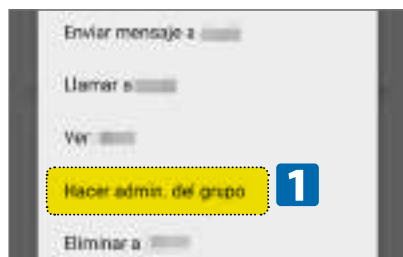 Enviar mensaje a
Llamar a
Ver
Hacer admin. del grupo
1
Eliminar a